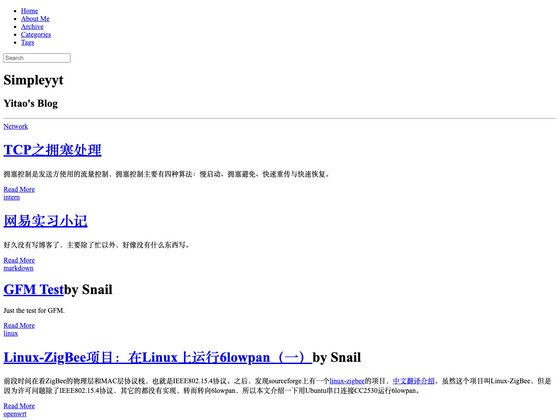 Home
About Me
Archive
Categories
Tags
Search
Simpleyyt
Yitao's Blog
Network
TCP之拥塞处理
拥塞控制是发送方使用的流量控制，拥塞控制主要有四种算法：慢启动、拥塞避免、快速重传与快速恢复。
Read More
intern
网易实习小记
好久没有写博客了，主要除了忙以外，好像没有什么东西写。
Read More
markdown
GFM Testby Snail
Just the test for GFM.
Read More
linux
Linux-ZigBee项目：在Linux上运行6lowpan（一）by Snail
前段时间在看ZigBee的物理层和MAC层协议栈，也就是IEEE802.15.4协议。之后，发现sourceforge上有一个linux-zigbee的项目，中文翻译介绍。虽然这个项目叫Linux-ZigBee，但是
因为许可问题除了IEEE802.15.4协议，其它的都没有实现，转而转向6lowpan，所以本文介绍一下用Ubuntu串口连接CC2530运行6lowpan。
Read More
openwrt